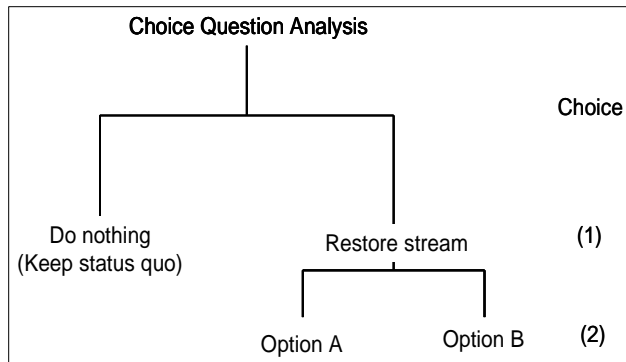 Choice Question Analysis
Choice
Do nothing
(Keep status quo)
Restore stream
(1)
Option A
Option B
(2)